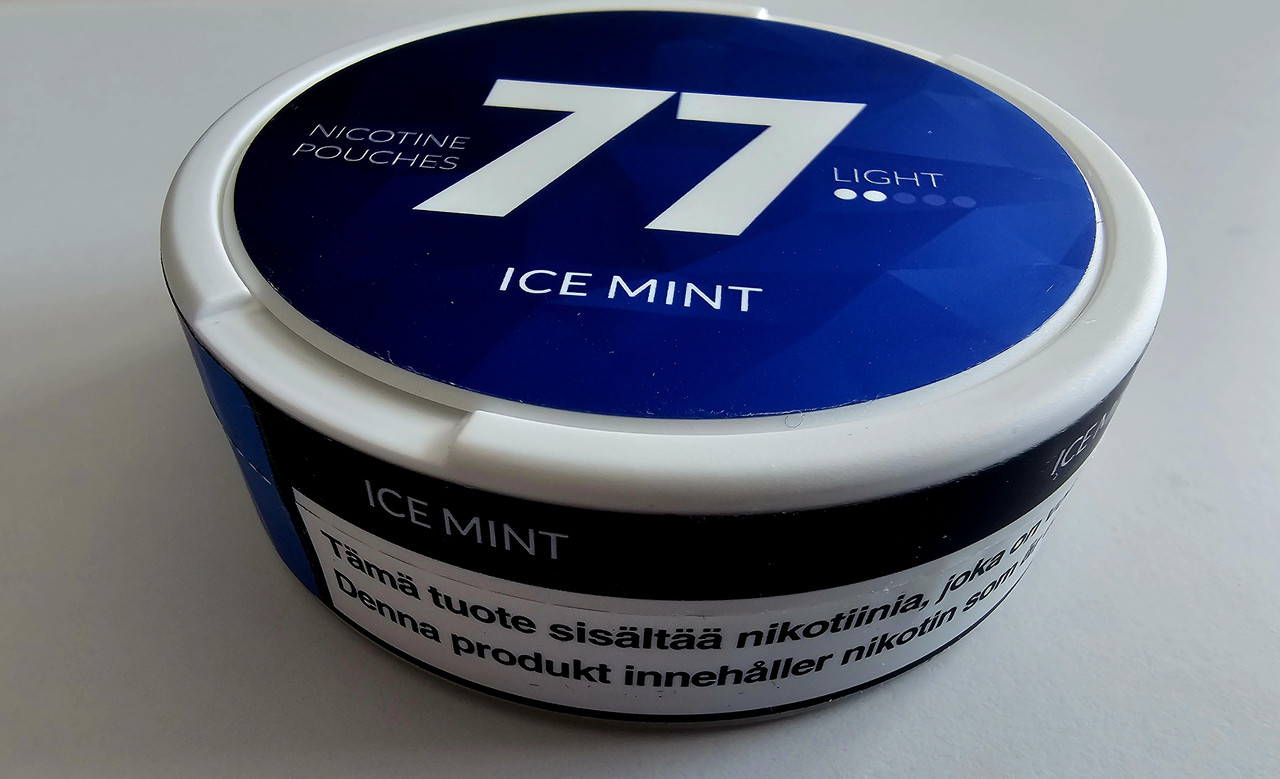 NICOTINE
POUCHES
77
LIGHT
ICE MINT
ICE MINT
ICE
Tämä tuote sisältää nikotiinia, joka on
Denna produkt innehåller nikotin som